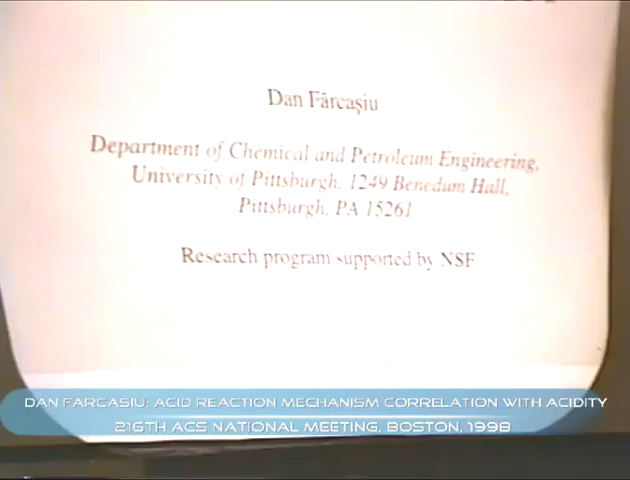 Dan Fărcaşiu
Department of Chemical and Petroleum Engineering,
University of Pittsburgh, 1249 Benedum Hall,
Pittsburgh, PA 15261
Research program supported by NSF
DAN FARCASIU: ACID REACTION MECHANISM CORRELATION WITH ACIDITY
216TH ACS NATIONAL MEETING, BOSTON, 1998